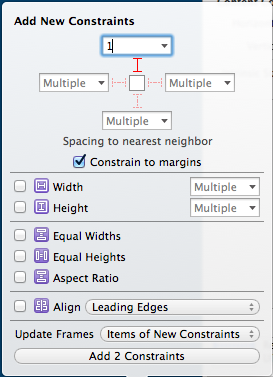 Add New Constraints
1
Multiple
Multiple
Multiple
Spacing to nearest neighbor
Constrain to margins
Width
Multiple
Height
Multiple
Equal Widths
Equal Heights
Aspect Ratio
Align
Leading Edges
Update Frames
Items of New Constraints
Add 2 Constraints